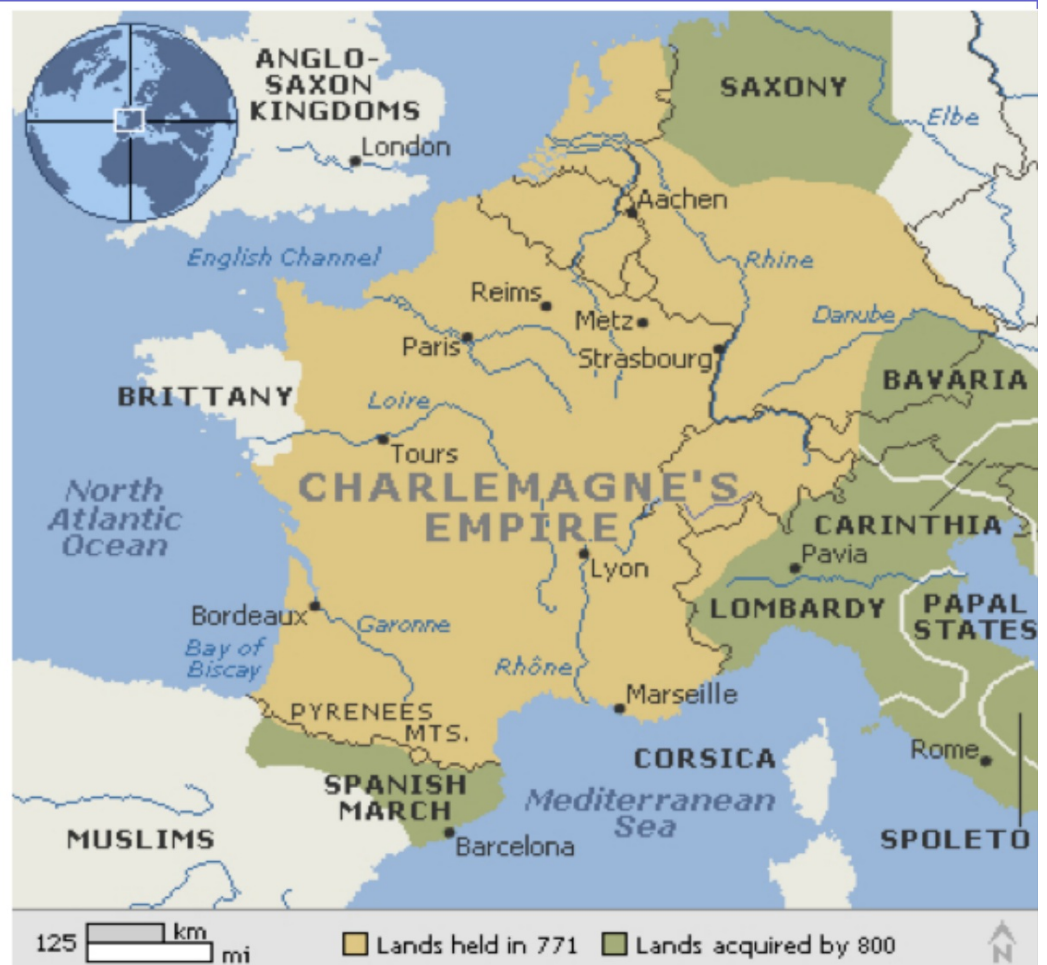 ANGLO-
SAXON
KINGDOMS
London
SAXONY
Elbe
Aachen
English Channel
Rhine
Reims
Metz
Danube
Paris
Strasbourg
BRITTANY
BAVARIA
Loire
Tours
CHARLEMAGNE'S
EMPIRE
North
Atlantic
Ocean
CARINTHIA
Pavia
Lyon
LOMBARDY
PAPAL
STATES
Bordeaux
Garonne
Bay of
Biscay
Rhône
Marseille
PYRENEES
MTS.
CORSICA
Rome
SPANISH
MARCH
Mediterranean
Sea
MUSLIMS
Barcelona
SPOLETO
125 km
mi
Lands held in 771
Lands acquired by 800
N